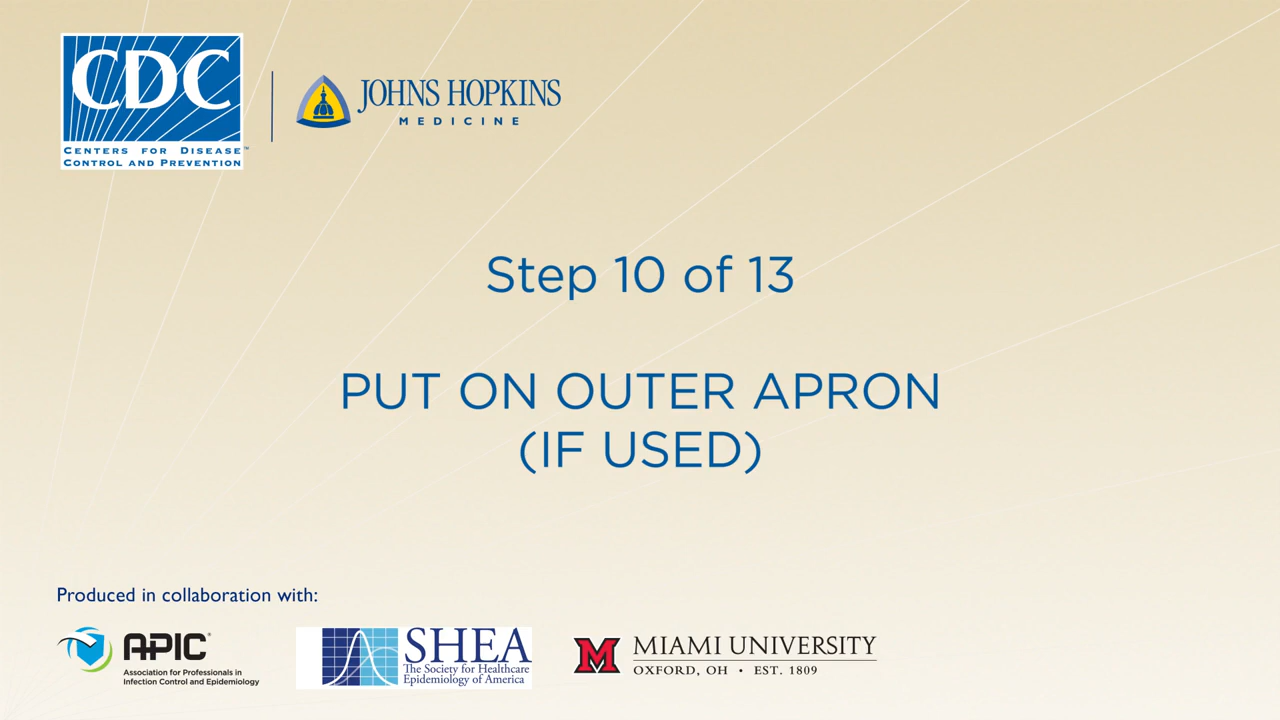 CDC
CENTERS FOR DISEASE™
CONTROL AND PREVENTION
JOHNS HOPKINS
MEDICINE
Step 10 of 13
PUT ON OUTER APRON
(IF USED)
Produced in collaboration with:
APIC®
Association for Professionals in
Infection Control and Epidemiology
SHEA
The Society for Healthcare
Epidemiology of America
M
MIAMI UNIVERSITY
OXFORD, OH • EST. 1809